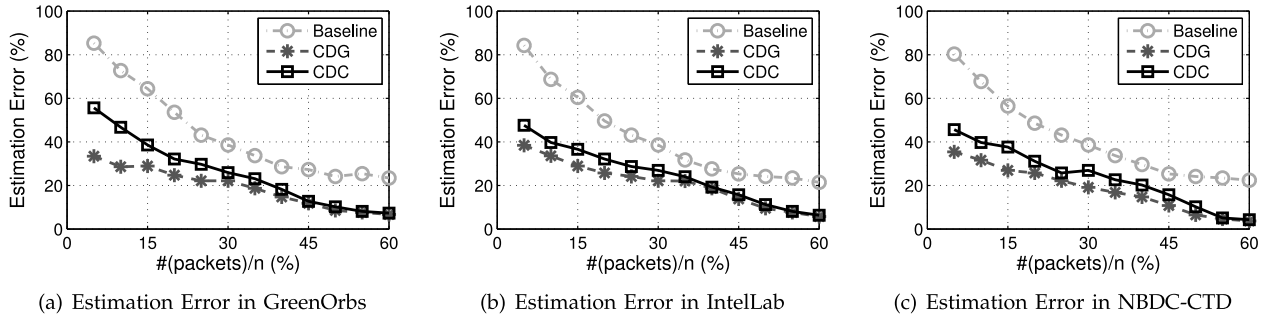 100
80
60
40
20
0
Estimation Error (%)
Baseline
CDG
CDC
0 15 30 45 60
#(packets)/n (%)
(a) Estimation Error in GreenOrbs
100
80
60
40
20
0
Estimation Error (%)
Baseline
CDG
CDC
0 15 30 45 60
#(packets)/n (%)
(b) Estimation Error in IntelLab
100
80
60
40
20
0
Estimation Error (%)
Baseline
CDG
CDC
0 15 30 45 60
#(packets)/n (%)
(c) Estimation Error in NBDC-CTD